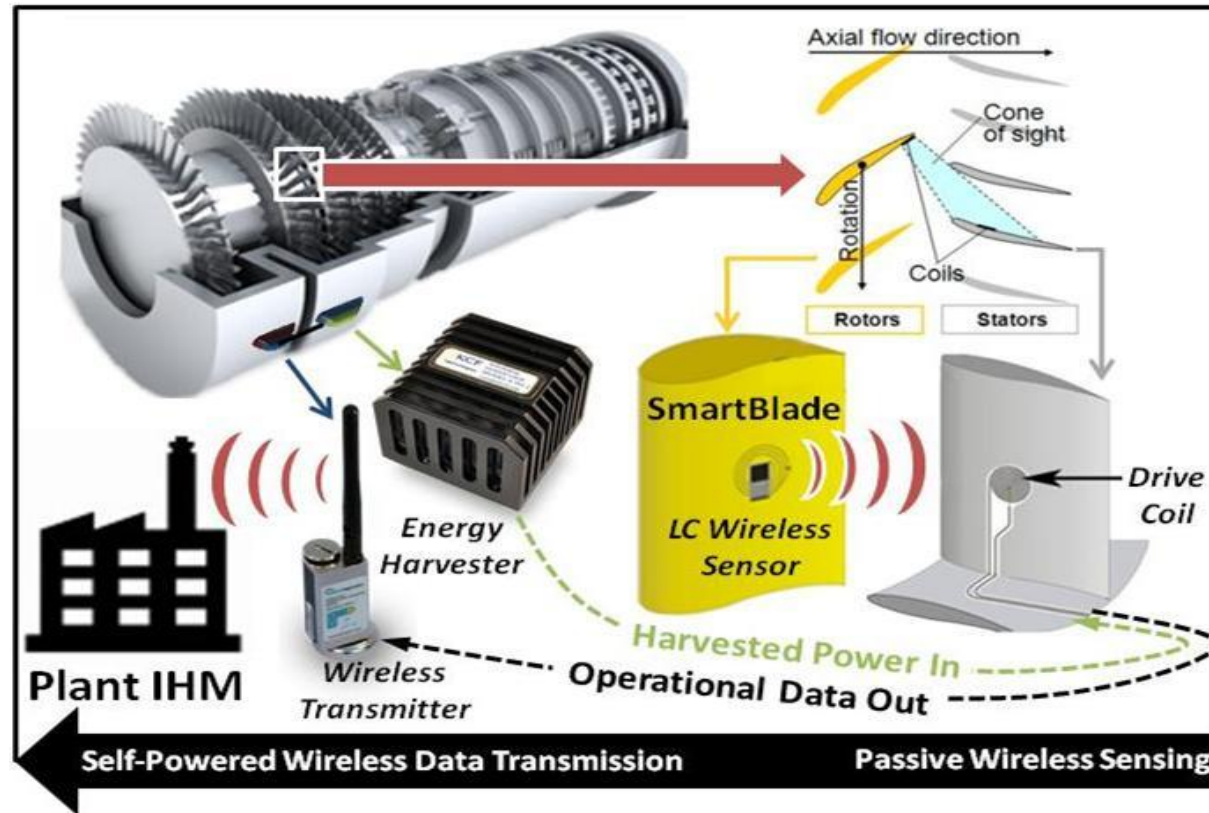 Axial flow direction
Cone
of sight
Rotation
Coils
Rotors
Stators
KCF
SmartBlade
LC Wireless
Sensor
Drive
Coil
Energy
Harvester
Wireless
Transmitter
Plant IHM
Harvested Power In
Operational Data Out
Self-Powered Wireless Data Transmission
Passive Wireless Sensing